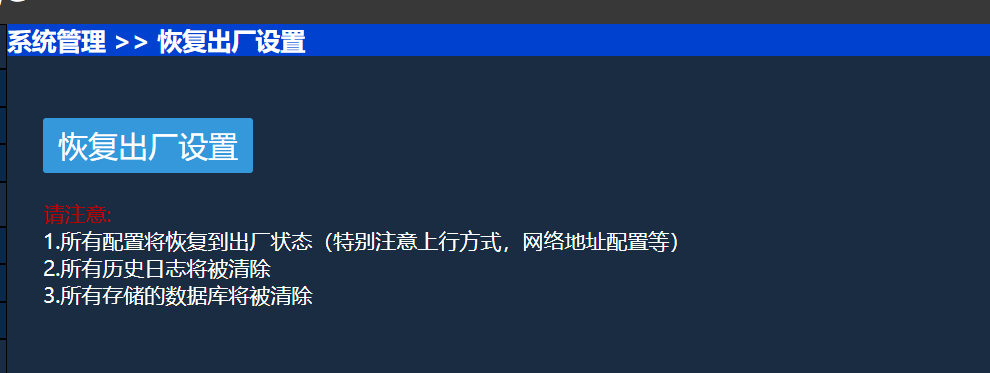 系统管理 >> 恢复出厂设置
恢复出厂设置
请注意:
1.所有配置将恢复到出厂状态（特别注意上行方式，网络地址配置等）
2.所有历史日志将被清除
3.所有存储的数据库将被清除